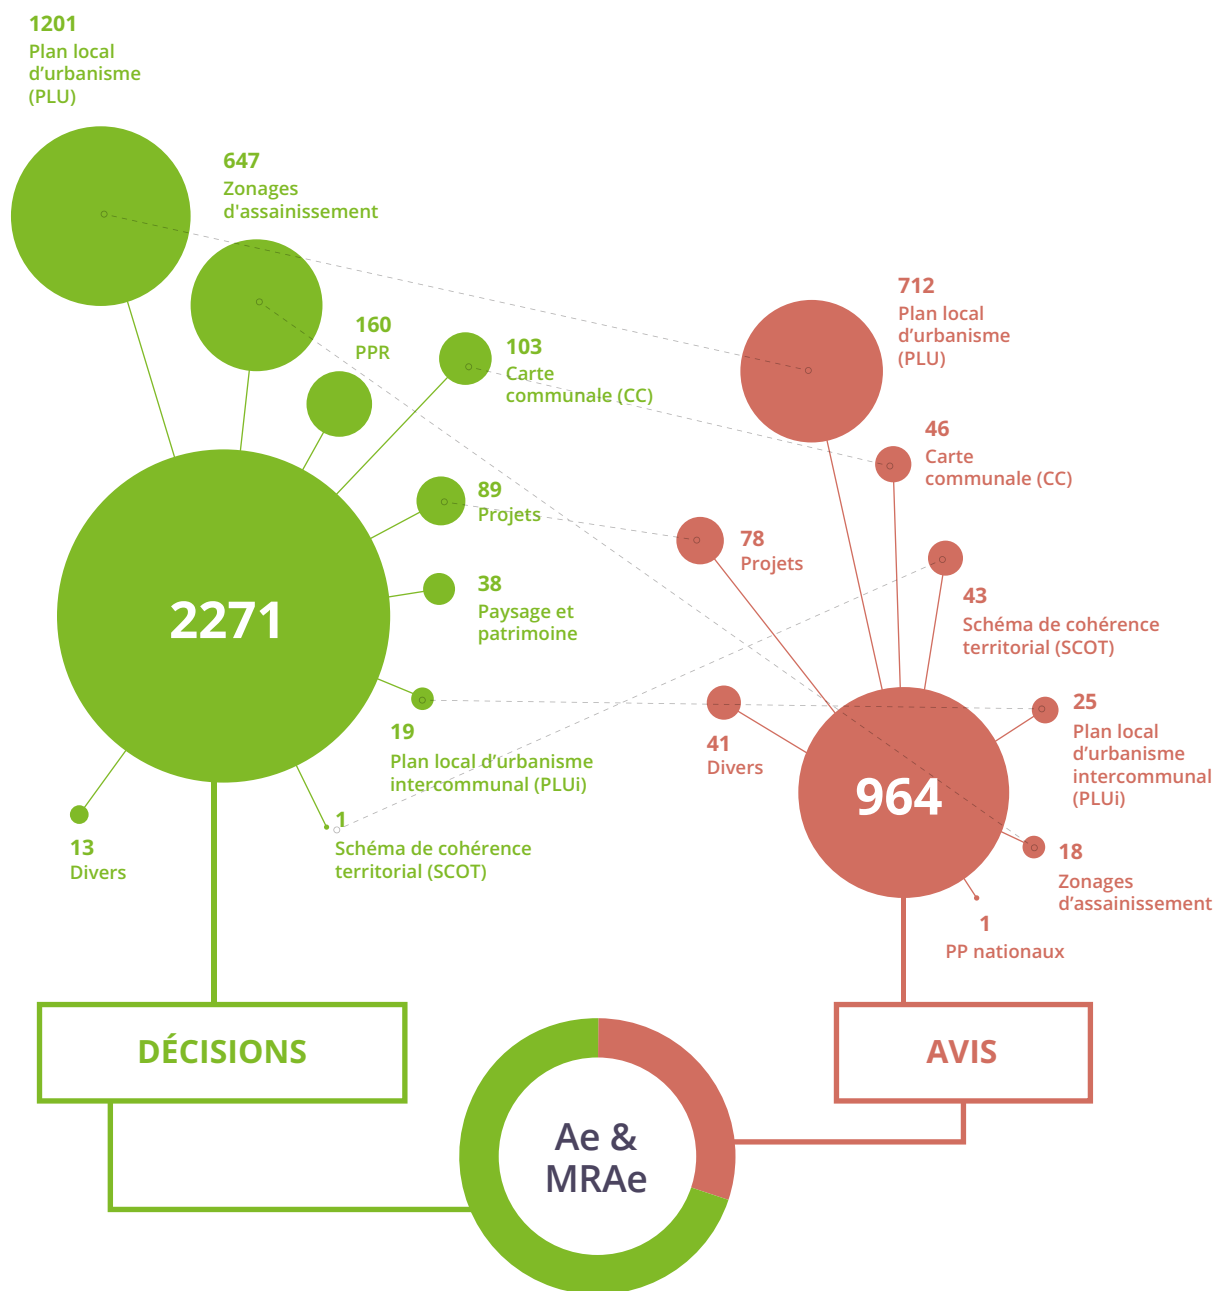 1201
Plan local
d’urbanisme
(PLU)
647
Zonages
d'assainissement
160
PPR
103
Carte
communale (CC)
89
Projets
38
Paysage et
patrimoine
2271
19
Plan local d’urbanisme
intercommunal (PLUi)
1
Schéma de cohérence
territorial (SCOT)
13
Divers
712
Plan local
d’urbanisme
(PLU)
46
Carte
communale (CC)
78
Projets
43
Schéma de cohérence
territorial (SCOT)
41
Divers
25
Plan local
d’urbanisme
intercommunal
(PLUi)
964
18
Zonages
d’assainissement
1
PP nationaux
DÉCISIONS
AVIS
Ae &
MRAe